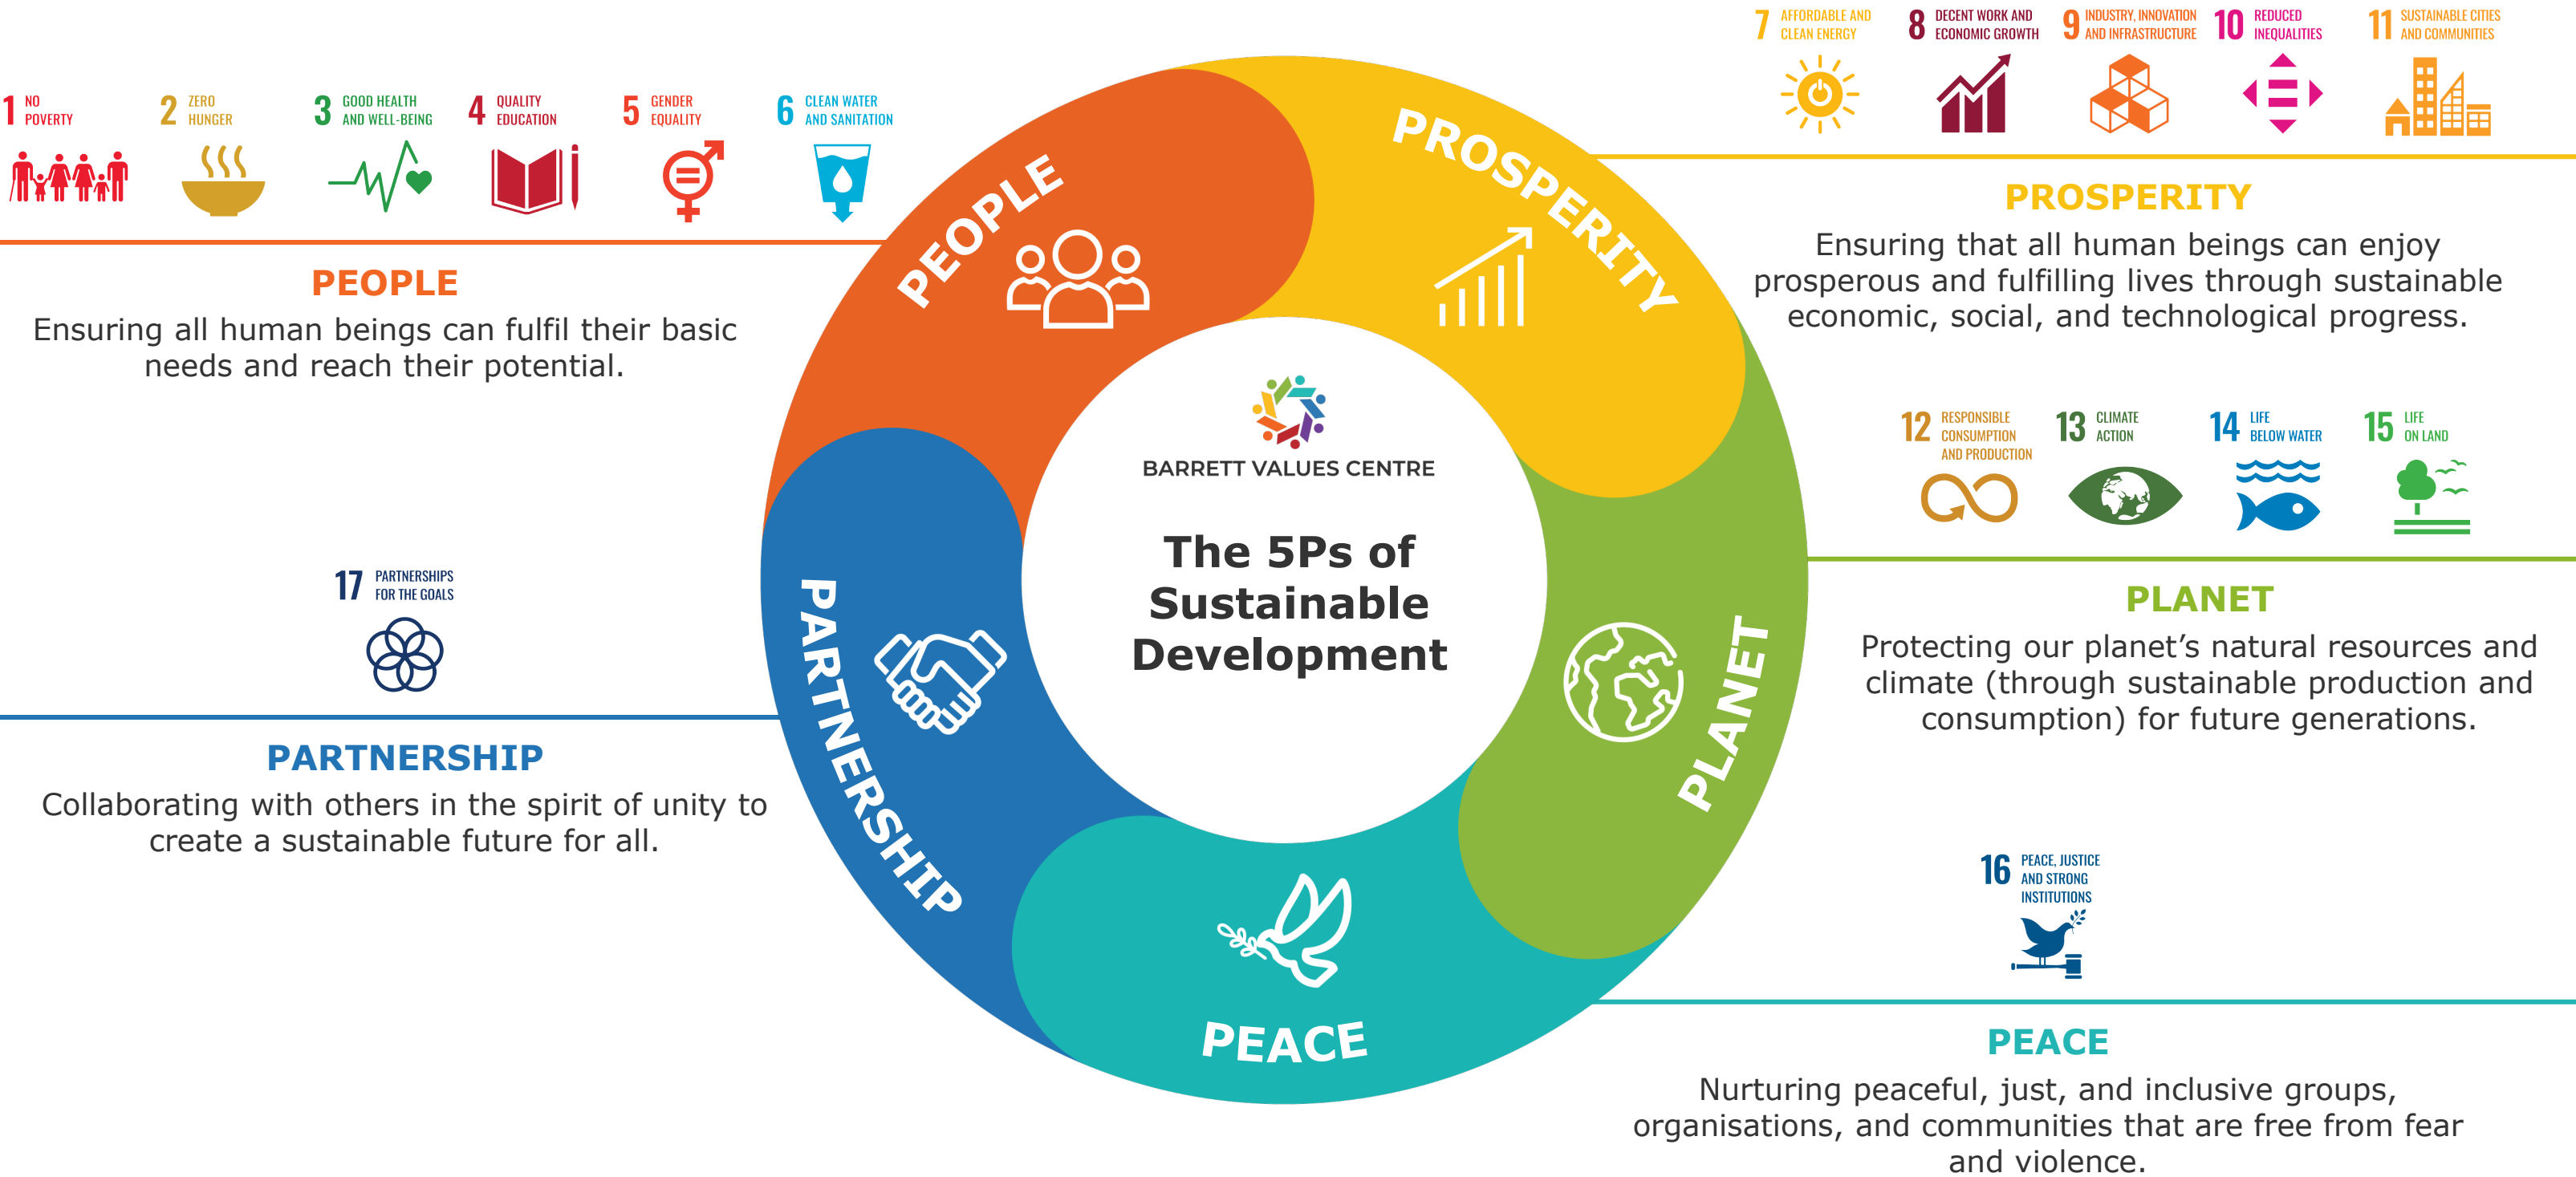 1 NO
POVERTY
2 ZERO
HUNGER
3 GOOD HEALTH
AND WELL-BEING
4 QUALITY
EDUCATION
5 GENDER
EQUALITY
6 CLEAN WATER
AND SANITATION
PEOPLE
Ensuring all human beings can fulfil their basic
needs and reach their potential.
17 PARTNERSHIPS
FOR THE GOALS
PARTNERSHIP
Collaborating with others in the spirit of unity to
create a sustainable future for all.
PEOPLE
PROSPERITY
PLANET
PEACE
PARTNERSHIP
BARRETT VALUES CENTRE
The 5Ps of
Sustainable
Development
7 AFFORDABLE AND
CLEAN ENERGY
8 DECENT WORK AND
ECONOMIC GROWTH
9 INDUSTRY, INNOVATION
AND INFRASTRUCTURE
10 REDUCED
INEQUALITIES
11 SUSTAINABLE CITIES
AND COMMUNITIES
PROSPERITY
Ensuring that all human beings can enjoy
prosperous and fulfilling lives through sustainable
economic, social, and technological progress.
12 RESPONSIBLE
CONSUMPTION
AND PRODUCTION
13 CLIMATE
ACTION
14 LIFE
BELOW WATER
15 LIFE
ON LAND
PLANET
Protecting our planet’s natural resources and
climate (through sustainable production and
consumption) for future generations.
16 PEACE, JUSTICE
AND STRONG
INSTITUTIONS
PEACE
Nurturing peaceful, just, and inclusive groups,
organisations, and communities that are free from fear
and violence.